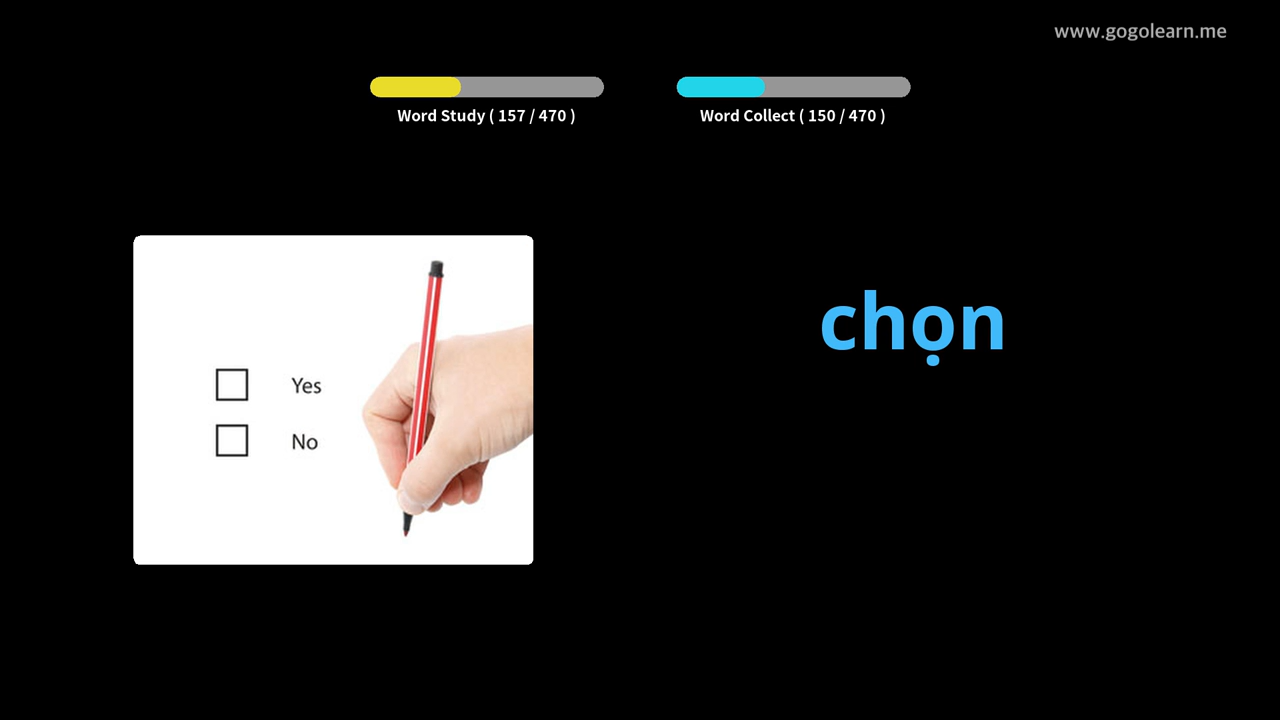 www.gogolearn.me
Word Study ( 157 / 470 )
Word Collect ( 150 / 470 )
chọn
Yes
No